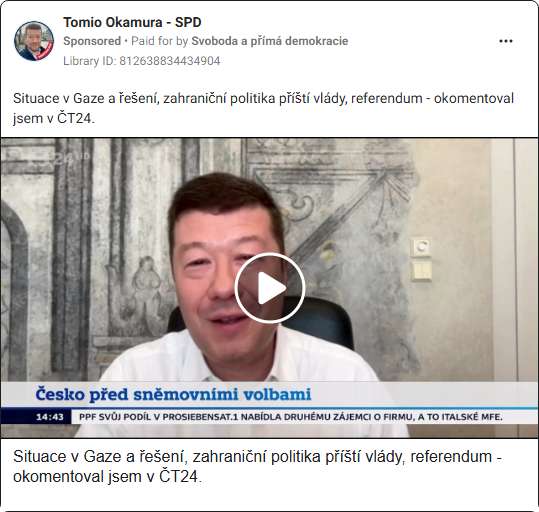 Tomio Okamura - SPD
Sponsored • Paid for by Svoboda a přímá demokracie
Library ID: 812638834434904
Situace v Gaze a řešení, zahraniční politika příští vlády, referendum - okomentoval
jsem v ČT24.
24
Česko před sněmovními volbami
14:43 PPF SVŮJ PODÍL V PROSIEBENSAT.1 NABÍDLA DRUHÉMU ZÁJEMCI O FIRMU, A TO ITALSKÉ MFE.
Situace v Gaze a řešení, zahraniční politika příští vlády, referendum -
okomentoval jsem v ČT24.